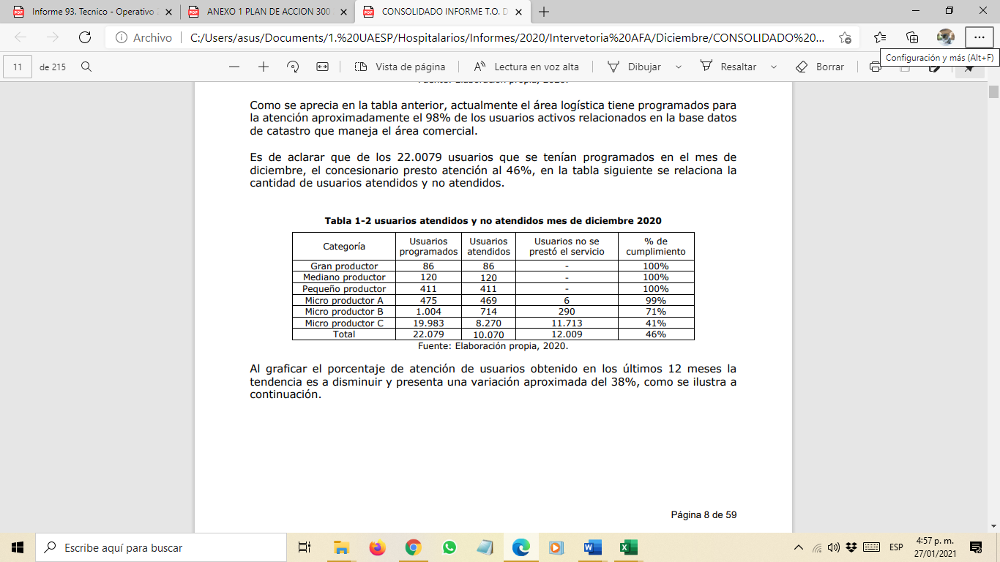 Informe 93. Tecnico - Operativo
ANEXO 1 PLAN DE ACCION 300
CONSOLIDADO INFORME T.O. D
Archivo
C:/Users/asus/Documents/1.%20UAESP/Hospitalarios/Informes/2020/Intervetoria%20AFA/Diciembre/CONSOLIDADO%20...
Configuración y más (Alt+F)
11 de 215 Vista de página Lectura en voz alta Dibujar Resaltar Borrar
Fuente: Elaboración propia, 2020.
Como se aprecia en la tabla anterior, actualmente el área logística tiene programados para
la atención aproximadamente el 98% de los usuarios activos relacionados en la base datos
de catastro que maneja el área comercial.
Es de aclarar que de los 22.0079 usuarios que se tenían programados en el mes de
diciembre, el concesionario presto atención al 46%, en la tabla siguiente se relaciona la
cantidad de usuarios atendidos y no atendidos.
Tabla 1-2 usuarios atendidos y no atendidos mes de diciembre 2020
Categoría Usuarios programados Usuarios atendidos Usuarios no se prestó el servicio % de cumplimiento
Gran productor 86 86 - 100%
Mediano productor 120 120 - 100%
Pequeño productor 411 411 - 100%
Micro productor A 475 469 6 99%
Micro productor B 1.004 714 290 71%
Micro productor C 19.983 8.270 11.713 41%
Total 22.079 10.070 12.009 46%
Fuente: Elaboración propia, 2020.
Al graficar el porcentaje de atención de usuarios obtenido en los últimos 12 meses la
tendencia es a disminuir y presenta una variación aproximada del 38%, como se ilustra a
continuación.
Página 8 de 59
Escribe aquí para buscar
ESP
4:57 p. m.
27/01/2021